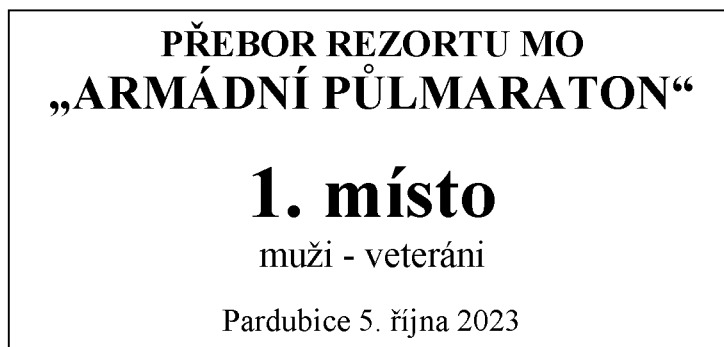 PŘEBOR REZORTU MO
„ARMÁDNÍ PŮLMARATON“
1. místo
muži - veteráni
Pardubice 5. října 2023